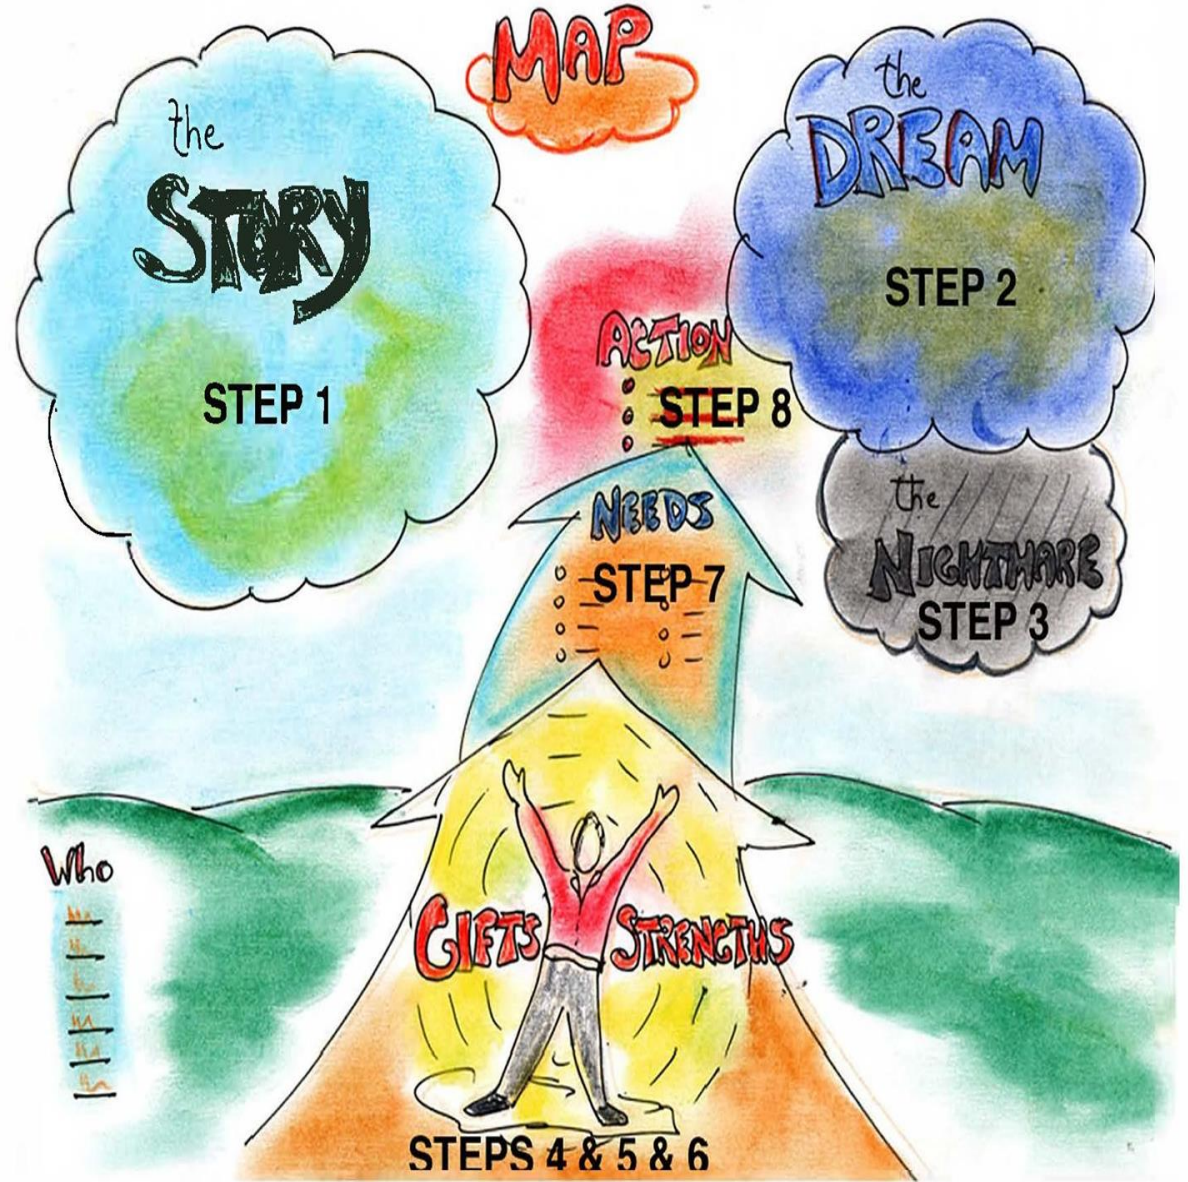 MAP
the
STORY
STEP 1
the
DREAM
STEP 2
ACTION
STEP 8
the
NIGHTMARE
STEP 3
NEEDS
STEP 7
Who
GIFTS STRENGTHS
STEPS 4 & 5 & 6